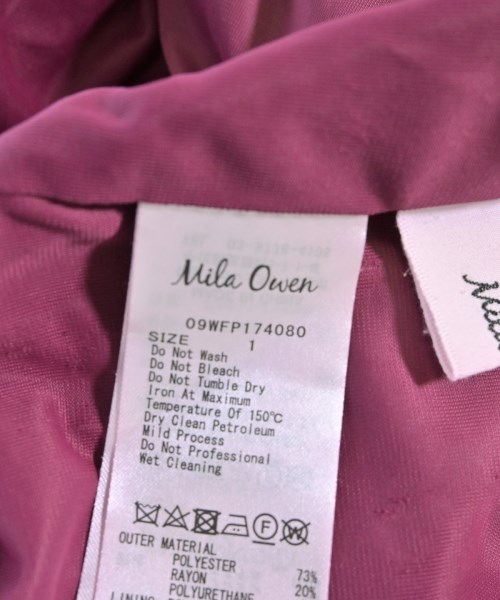 Mila Owen
09WFP174080
SIZE 1
Do Not Wash
Do Not Bleach
Do Not Tumble Dry
Iron At Maximum
Temperature Of 150℃
Dry Clean Petroleum
Mild Process
Do Not Professional
Wet Cleaning
F W
OUTER MATERIAL
POLYESTER 73%
RAYON 20%
POLYURETHANE